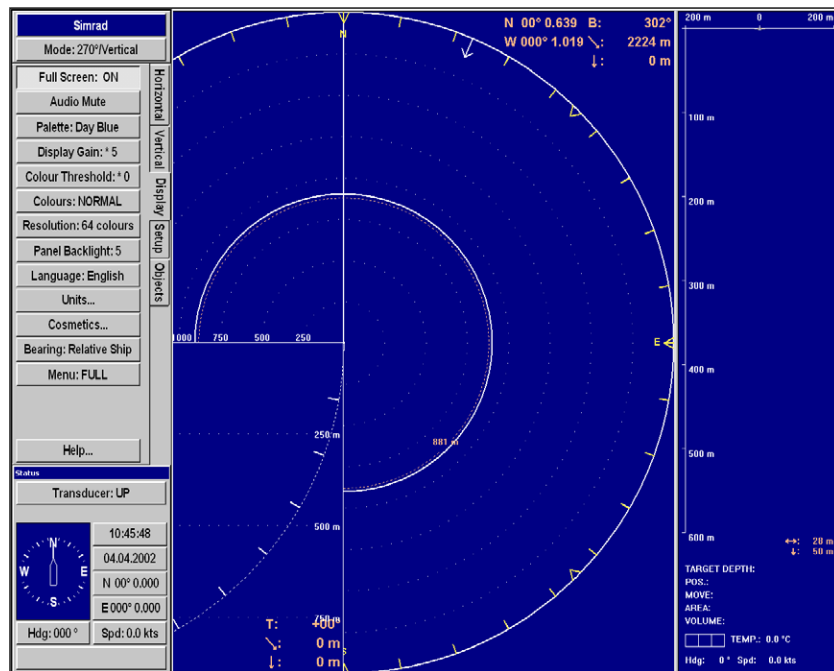 Simrad
Mode: 270°/Vertical
Full Screen: ON
Audio Mute
Palette: Day Blue
Display Gain: * 5
Colour Threshold: * 0
Colours: NORMAL
Resolution: 64 colours
Panel Backlight: 5
Language: English
Units...
Cosmetics...
Bearing: Relative Ship
Menu: FULL
Help...
Horizontal
Vertical
Display
Setup
Objects
Status
Transducer: UP
10:45:48
04.04.2002
N 00° 0.000
E 000° 0.000
N
W E
S
Hdg: 000 °
Spd: 0.0 kts
N
N 00° 0.639 B: 302°
W 000° 1.019 ↘: 2224 m
↓: 0 m
E
1000 750 500 250
881 m
250 m
500 m
750 m
S
T: +00°
↘: 0 m
↓: 0 m
200 m 0 200 m
100 m
200 m
300 m
400 m
500 m
600 m
↔: 20 m
↓: 50 m
TARGET DEPTH:
POS.:
MOVE:
AREA:
VOLUME:
TEMP.: 0.0 °C
Hdg: 0 ° Spd: 0.0 kts